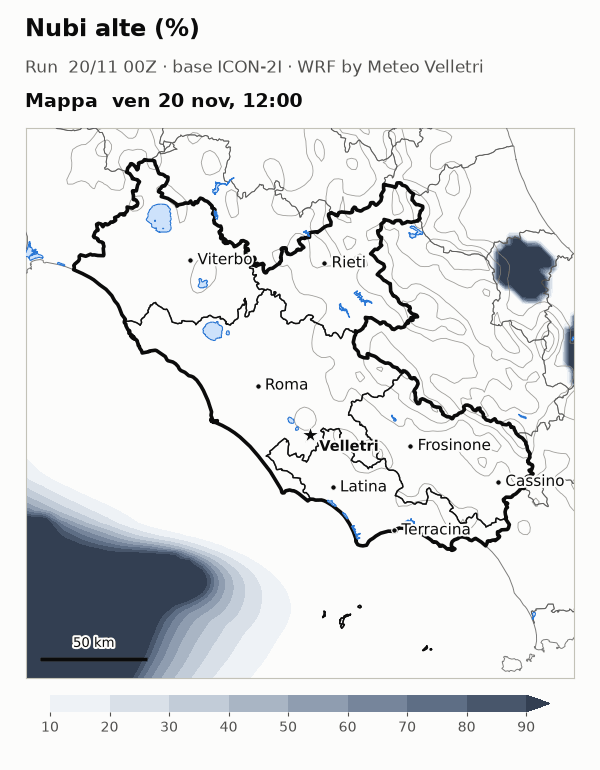 Nubi alte (%)
Run  20/11 00Z · base ICON-2I · WRF by Meteo Velletri
Mappa  ven 20 nov, 12:00
Viterbo
Rieti
Roma
Velletri
Frosinone
Cassino
Latina
Terracina
50 km
10 20 30 40 50 60 70 80 90